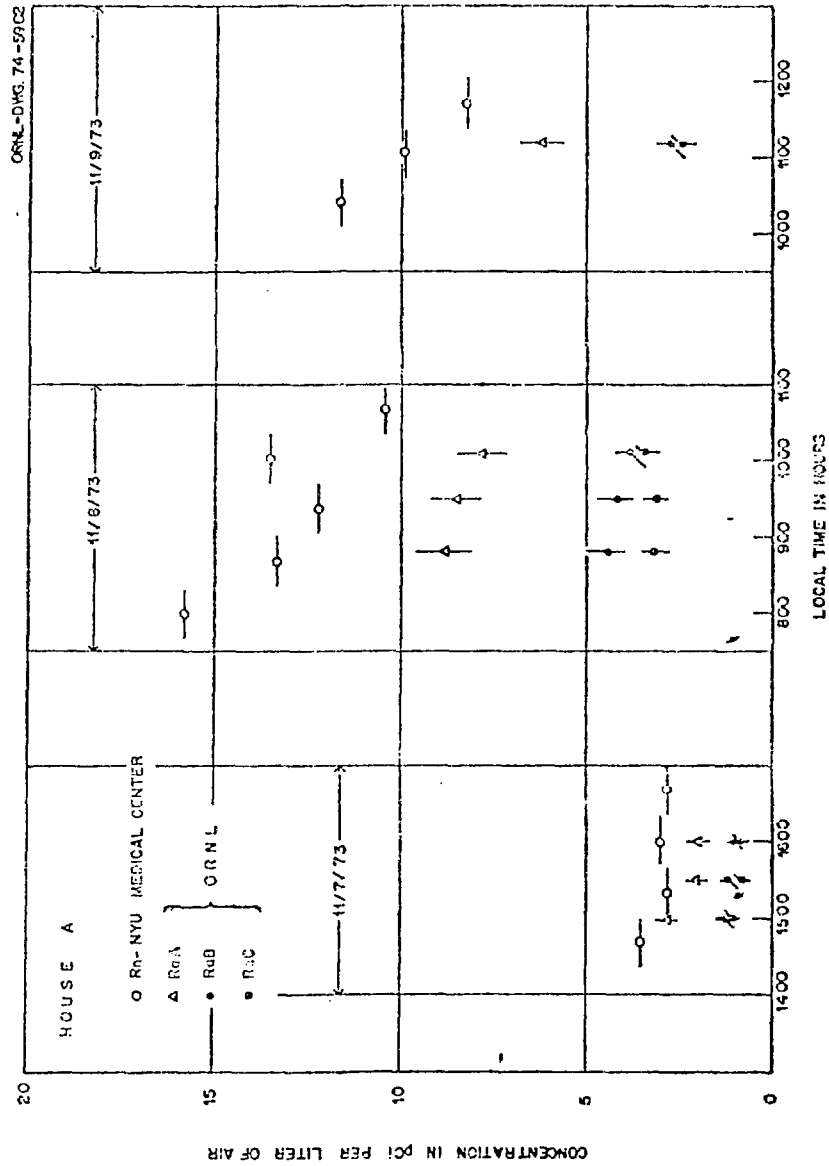 ORNL-DWG. 74-5902
HOUSE A
○ Rn-NYU MEDICAL CENTER
△ RaA
● RaB
■ RaC
ORNL
11/7/73
11/8/73
11/9/73
20
15
10
5
0
CONCENTRATION IN pCi PER LITER OF AIR
1400
1500
1600
800
900
1000
1100
1000
1100
1200
LOCAL TIME IN HOURS